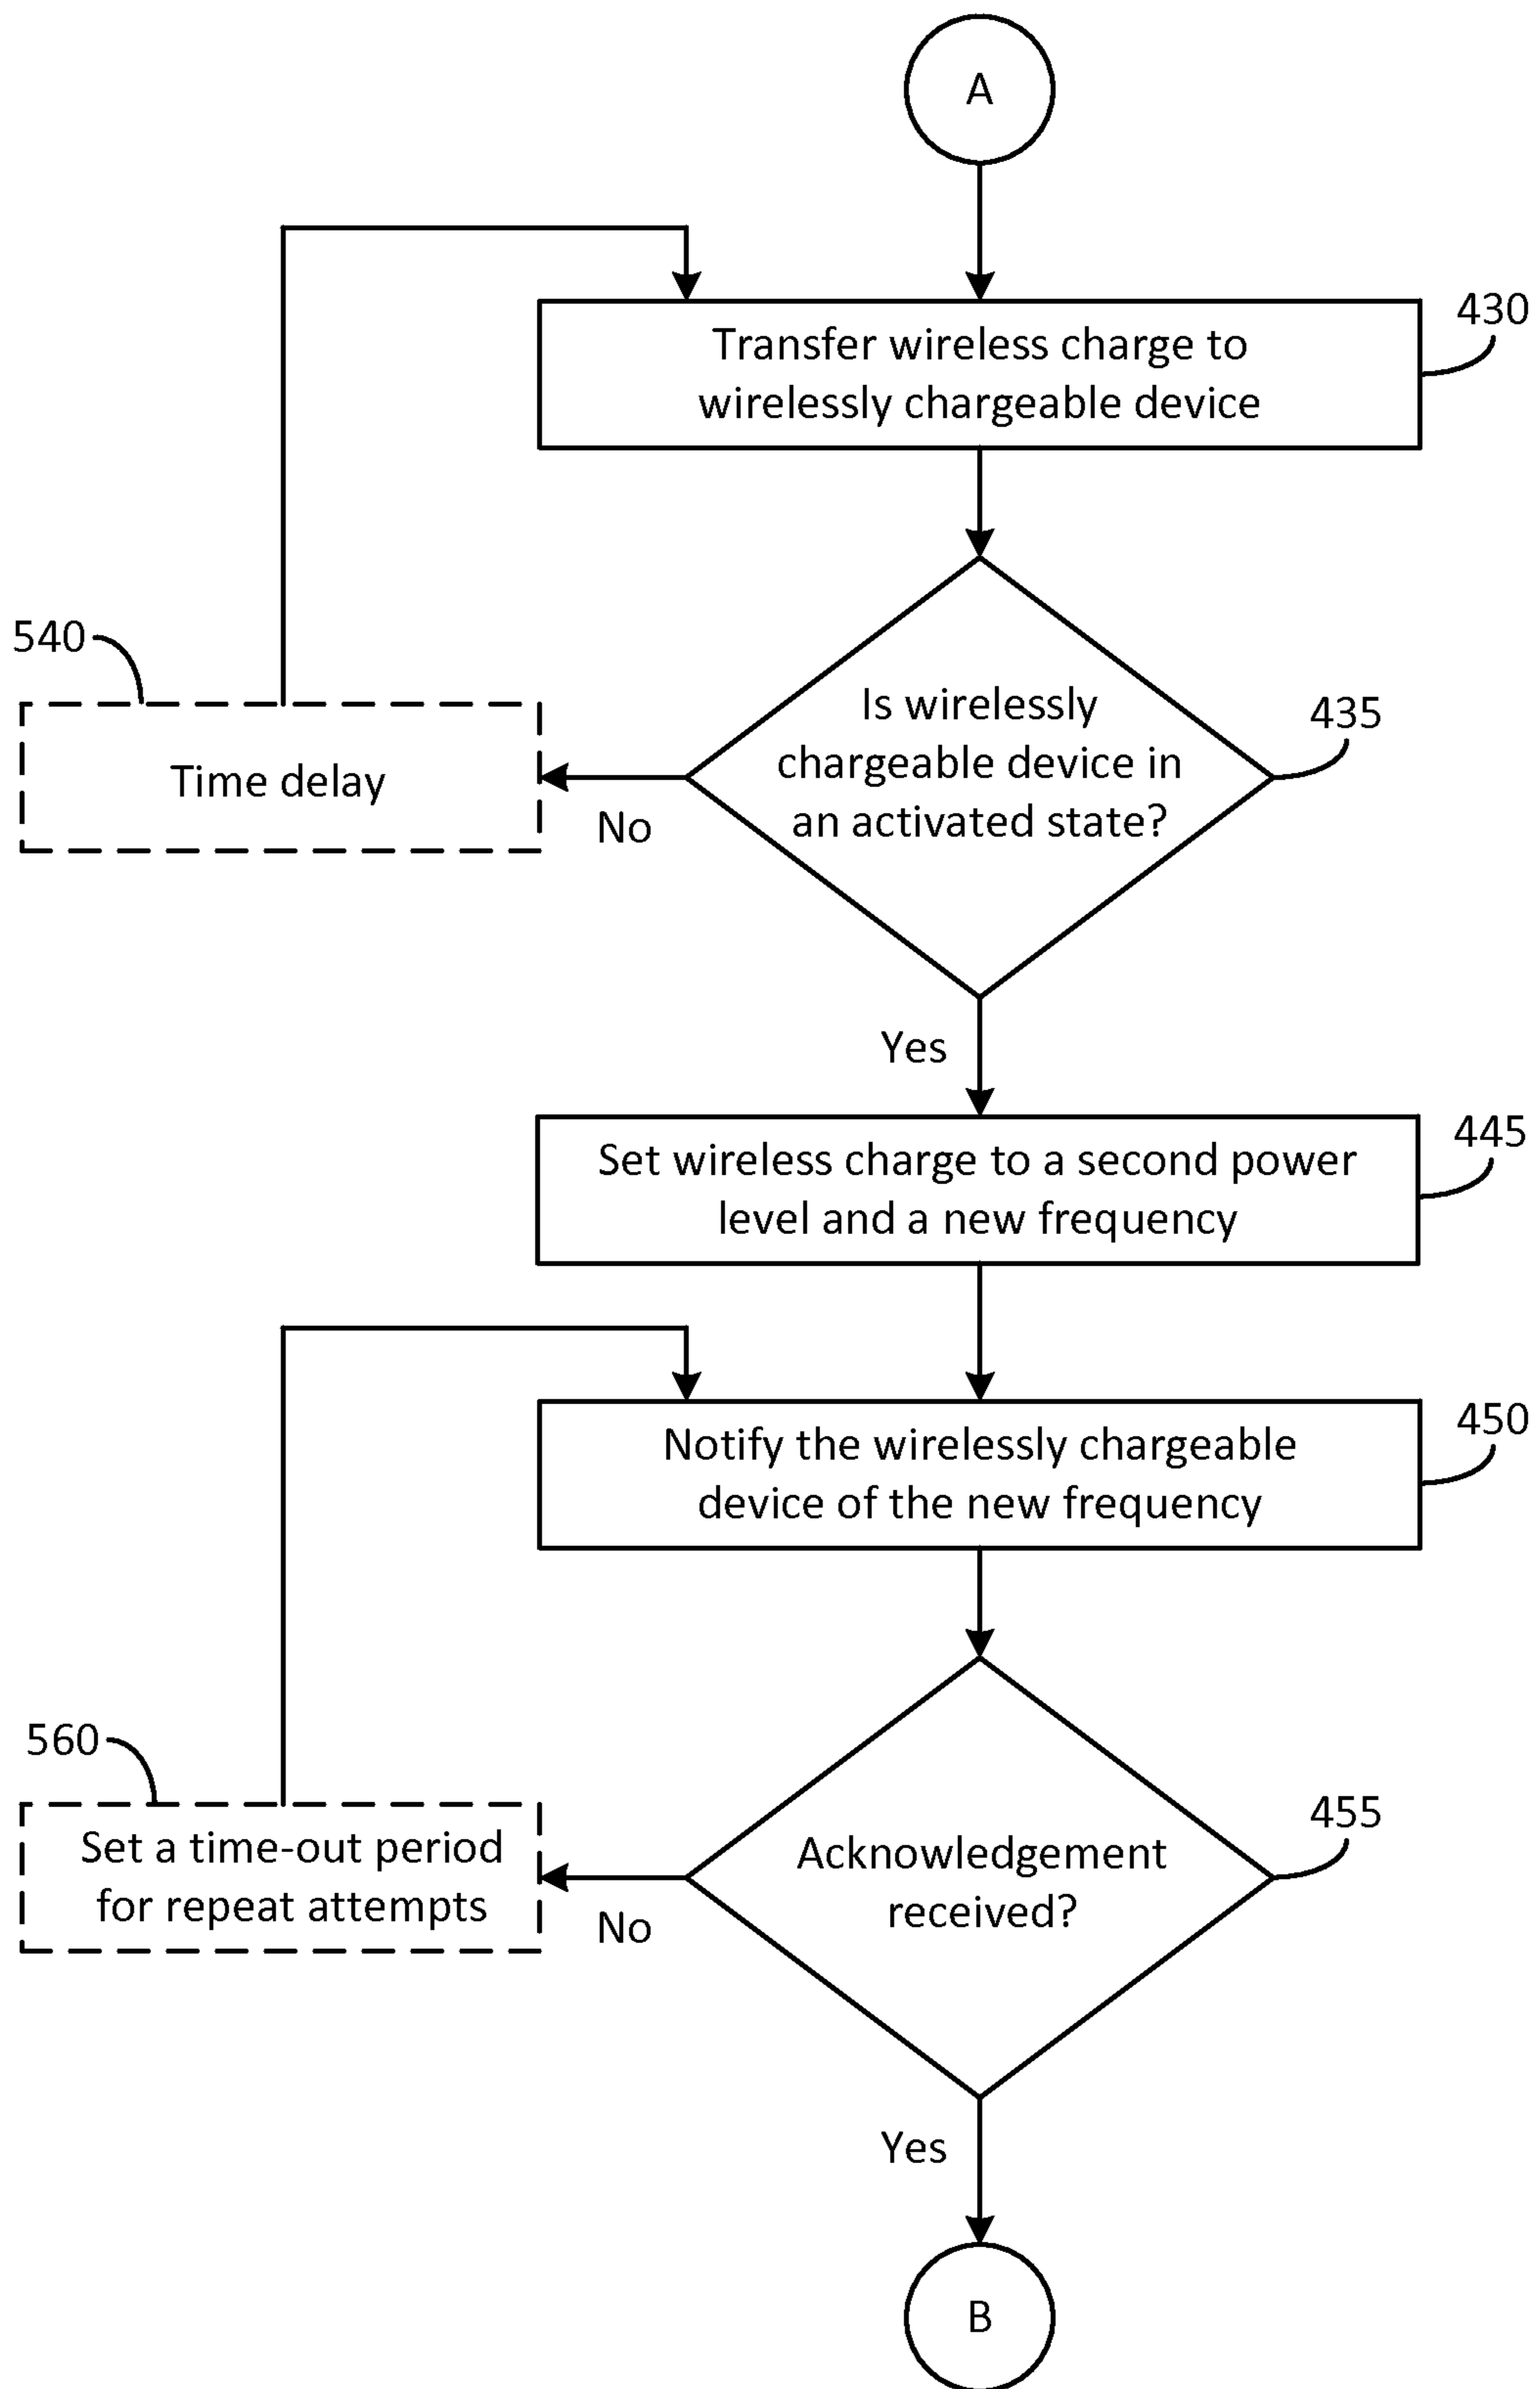 A
430
Transfer wireless charge to
wirelessly chargeable device
540
Is wirelessly
chargeable device in
an activated state?
435
Time delay
No
Yes
445
Set wireless charge to a second power
level and a new frequency
450
Notify the wirelessly chargeable
device of the new frequency
560
455
Set a time-out period
for repeat attempts
Acknowledgement
received?
No
Yes
B